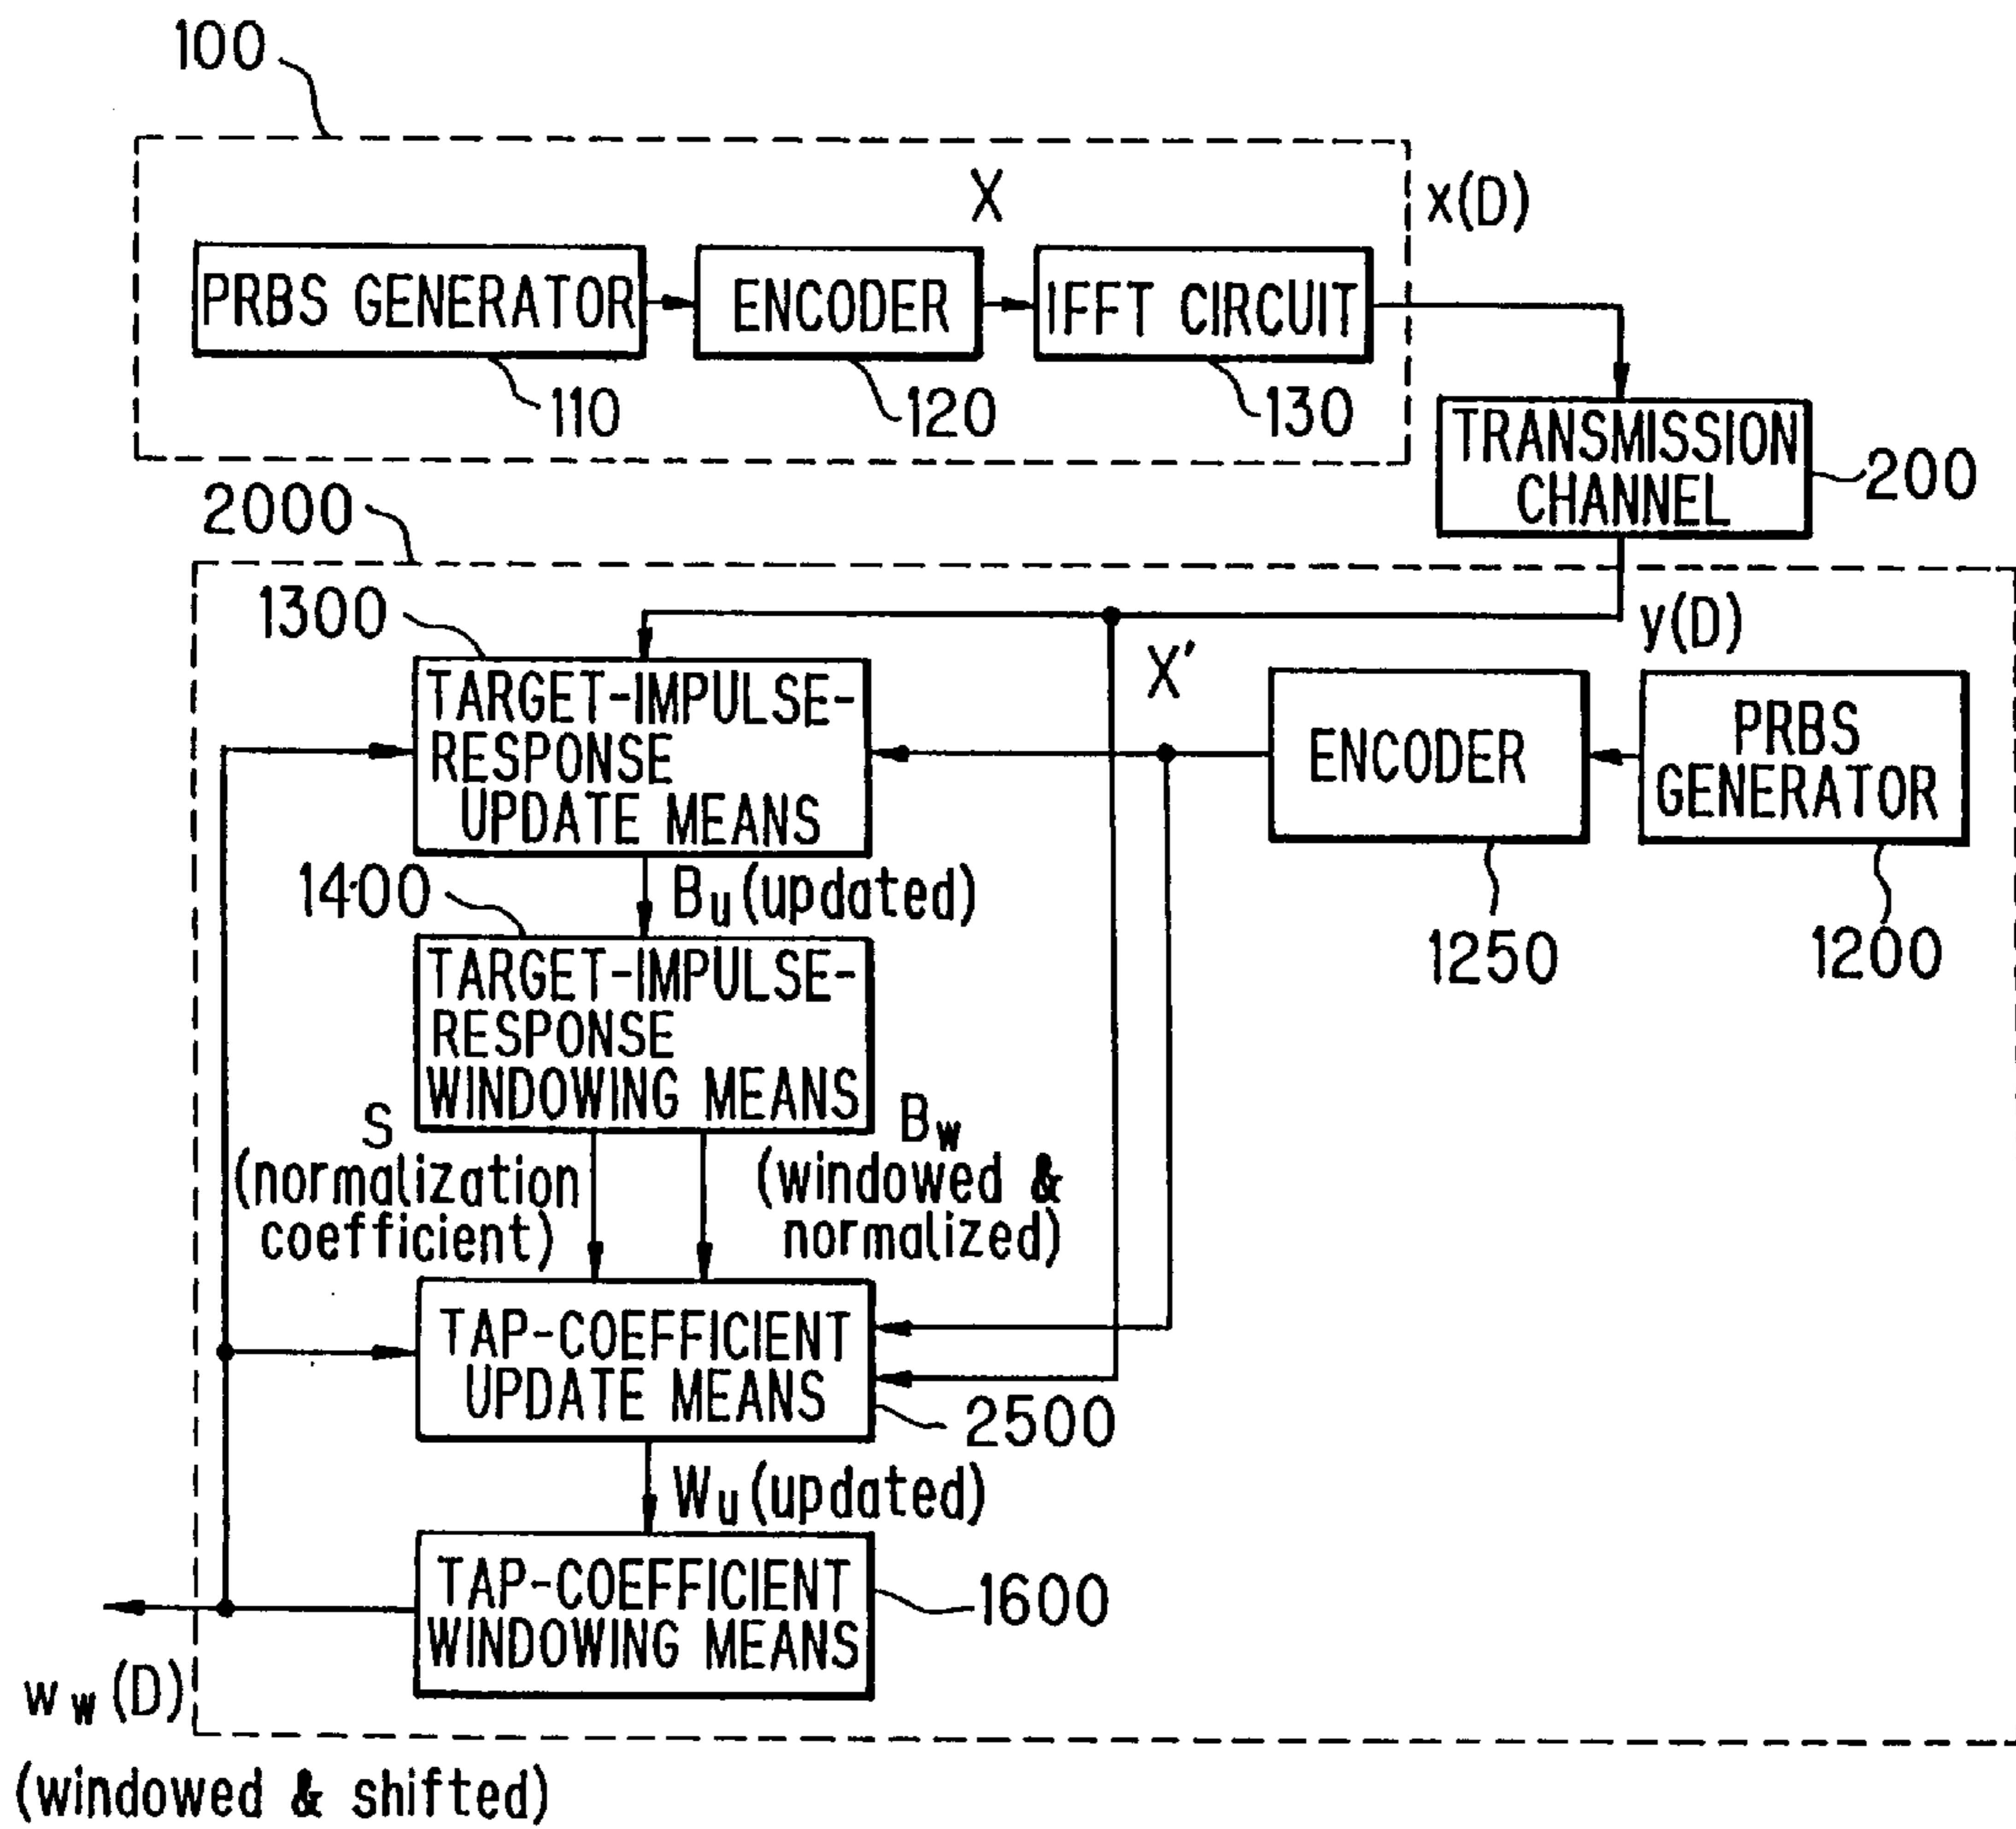 100
X
x(D)
PRBS GENERATOR
ENCODER
IFFT CIRCUIT
110
120
130
TRANSMISSION
CHANNEL
200
2000
1300
y(D)
X'
TARGET-IMPULSE-
RESPONSE
UPDATE MEANS
ENCODER
PRBS
GENERATOR
1400
Bu (updated)
1250
1200
TARGET-IMPULSE-
RESPONSE
WINDOWING MEANS
S
(normalization
coefficient)
Bw
(windowed &
normalized)
TAP-COEFFICIENT
UPDATE MEANS
2500
Wu (updated)
TAP-COEFFICIENT
WINDOWING MEANS
1600
ww (D)
(windowed & shifted)